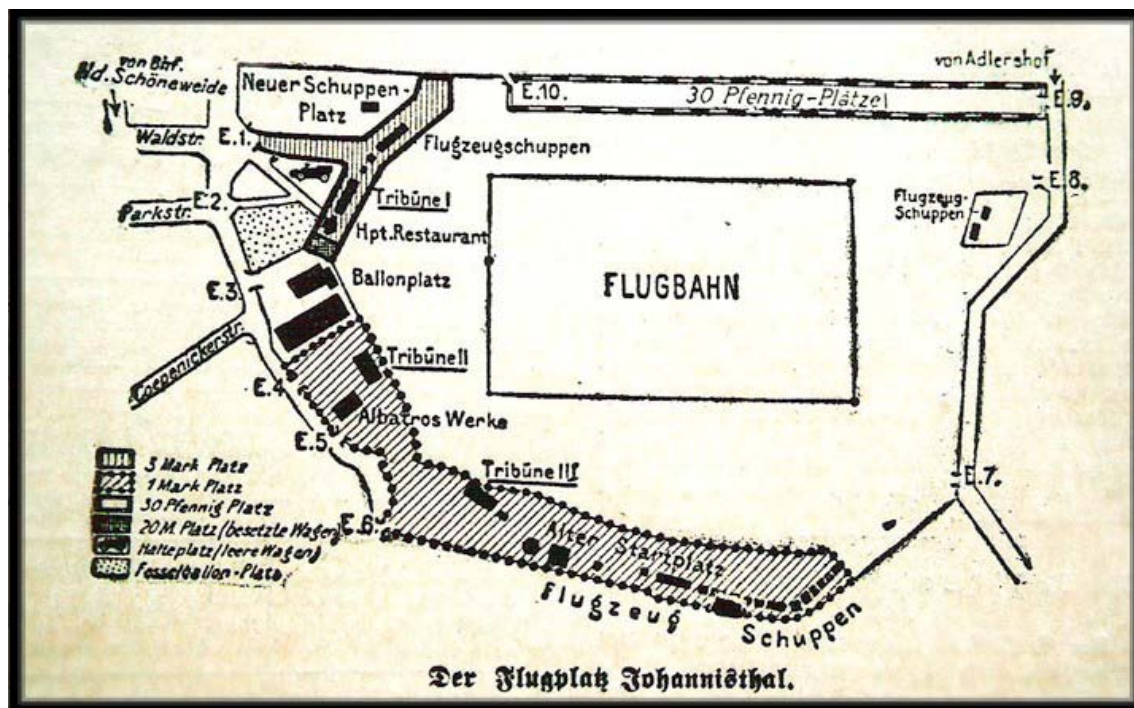 von Bhf.
Nd. Schöneweide
von Adlershof
Neuer Schuppen-
Platz
E.10.
30 Pfennig-Plätze
E.9.
Waldstr.
E.1.
Flugzeugschuppen
E.8.
Flugzeug-
Schuppen
E.2.
Parkstr.
Tribüne I
Hpt. Restaurant
Ballonplatz
FLUGBAHN
E.3.
Coepenickerstr.
Tribüne II
E.4
Albatros Werke
E.5.
Tribüne III
E.7.
3 Mark Platz
1 Mark Platz
30 Pfennig Platz
20 M. Platz (besetzte Wagen)
Halteplatz (leere Wagen)
Fesselballon-Platz
E.6.
Alter Startplatz
Flugzeug Schuppen
Der Flugplatz Johannisthal.